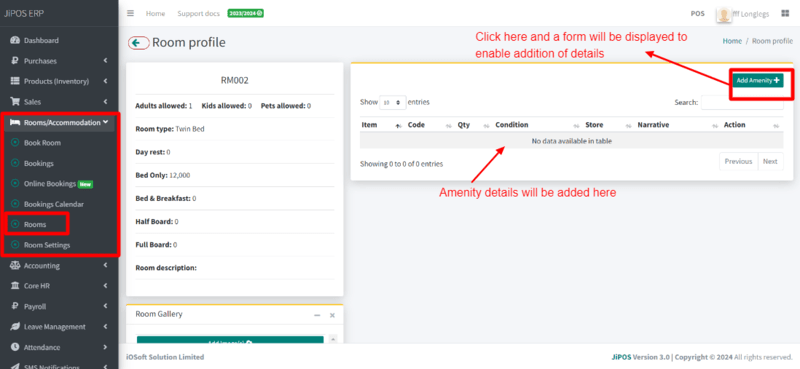 JiPOS ERP
Home
Support docs
2023/2024
POS
fff Longlegs
Dashboard
Purchases
Products (Inventory)
Sales
Rooms/Accommodation
Book Room
Bookings
Online Bookings New
Bookings Calendar
Rooms
Room Settings
Accounting
Core HR
Payroll
Leave Management
Attendance
SMS Notifications
Room profile
Click here and a form will be displayed to
enable addition of details
Home / Room profile
RM002
Adults allowed: 1 Kids allowed: 0 Pets allowed: 0
Room type: Twin Bed
Day rest: 0
Bed Only: 12,000
Bed & Breakfast: 0
Half Board: 0
Full Board: 0
Room description:
Room Gallery
Add Amenity
Show 10 entries
Search:
Item Code Qty Condition Store Narrative Action
No data available in table
Showing 0 to 0 of 0 entries
Previous Next
Amenity details will be added here
iOSoft Solution Limited
JiPOS Version 3.0 | Copyright © 2024 All rights reserved.